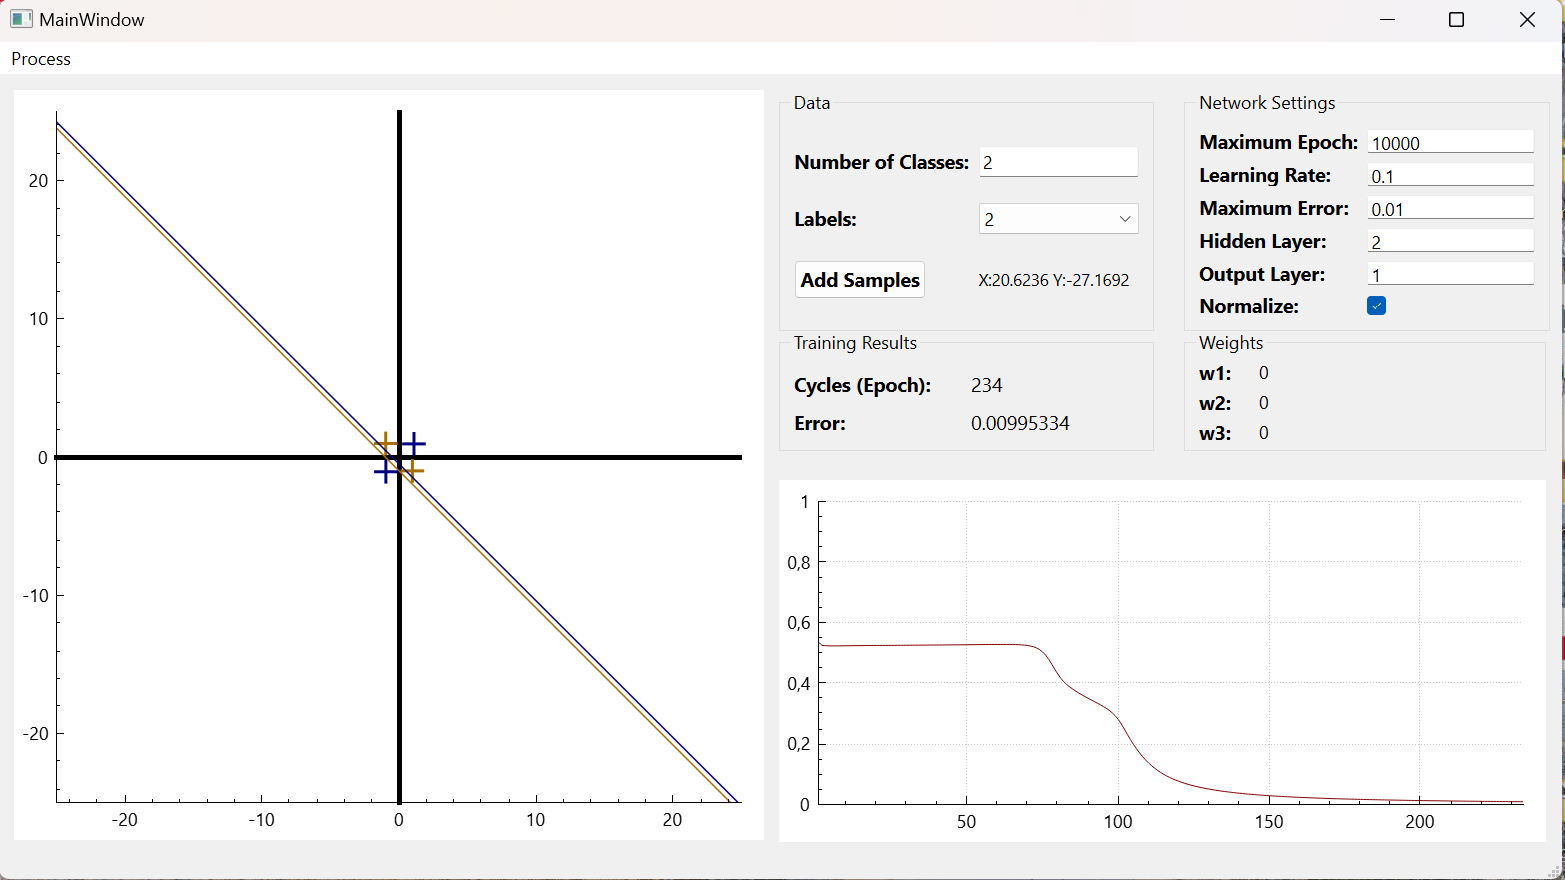 MainWindow
Process
20
10
0
-10
-20
-20
-10
0
10
20
Data
Number of Classes: 2
Labels: 2
Add Samples X:20.6236 Y:-27.1692
Network Settings
Maximum Epoch: 10000
Learning Rate: 0.1
Maximum Error: 0.01
Hidden Layer: 2
Output Layer: 1
Normalize:
Training Results
Cycles (Epoch): 234
Error: 0.00995334
Weights
w1: 0
w2: 0
w3: 0
1
0,8
0,6
0,4
0,2
0
50
100
150
200